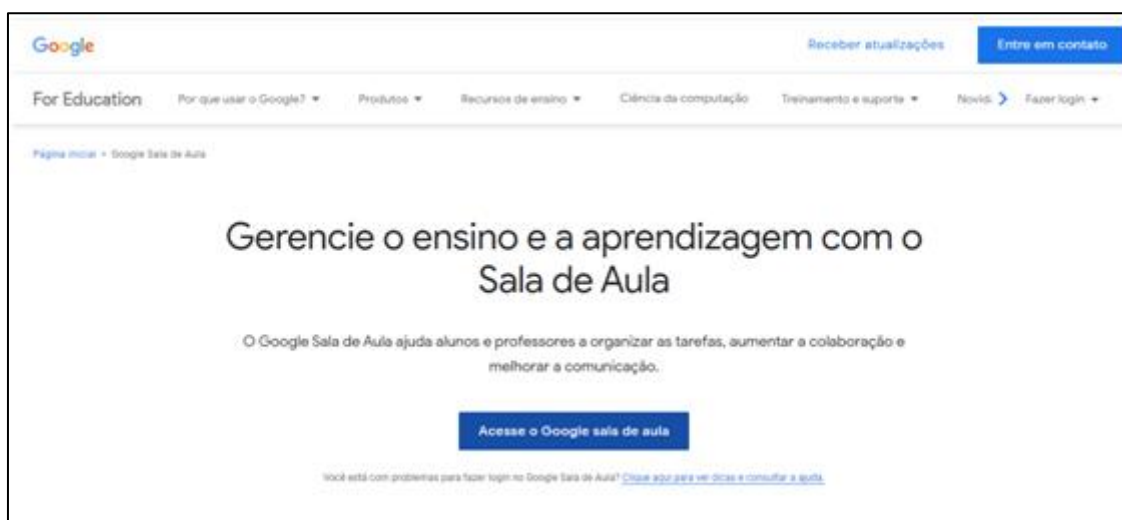 Google
Receber atualizações
Entre em contato
For Education
Por que usar o Google?
Produtos
Recursos de ensino
Ciência da computação
Treinamento e suporte
Novid
Fazer login
Página inicial > Google Sala de Aula
Gerencie o ensino e a aprendizagem com o
Sala de Aula
O Google Sala de Aula ajuda alunos e professores a organizar as tarefas, aumentar a colaboração e
melhorar a comunicação.
Acesse o Google sala de aula
Você está com problemas para fazer login no Google Sala de Aula? Clique aqui para ver dicas e consultar a ajuda.